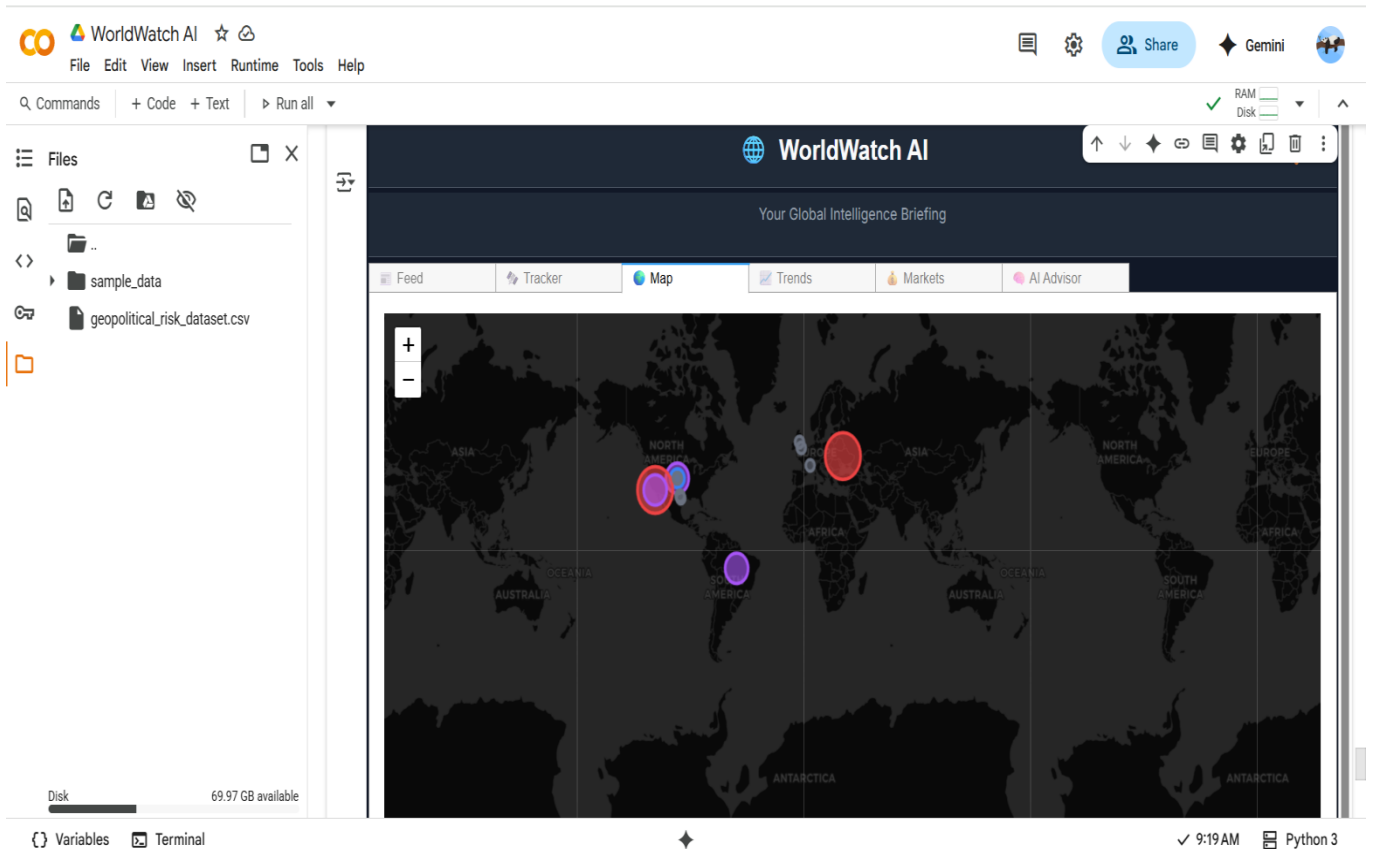 WorldWatch AI
File Edit View Insert Runtime Tools Help
Share
Gemini
Commands + Code + Text Run all
RAM
Disk
Files
..
sample_data
geopolitical_risk_dataset.csv
Disk 69.97 GB available
WorldWatch AI
Your Global Intelligence Briefing
Feed Tracker Map Trends Markets AI Advisor
+
−
NORTH
AMERICA
ASIA
ASIA
NORTH
AMERICA
EUROPE
AFRICA
AFRICA
OCEANIA
OCEANIA
AUSTRALIA
SOUTH
AMERICA
AUSTRALIA
SOUTH
AMERICA
ANTARCTICA
ANTARCTICA
{} Variables Terminal
9:19 AM Python 3